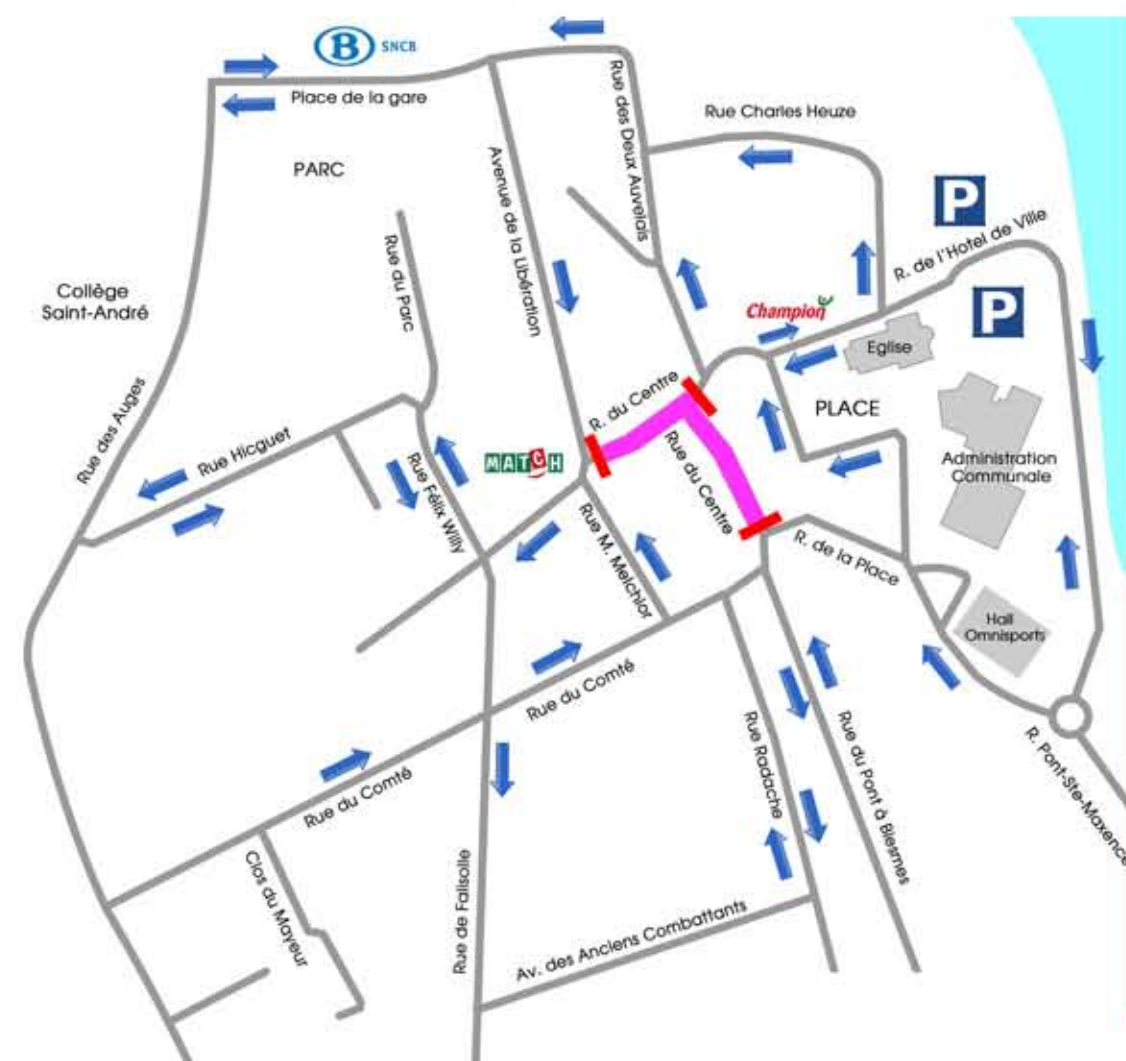 B SNCB
Place de la gare
PARC
Rue des Deux Auvelais
Rue Charles Heuze
Avenue de la Libération
Rue du Parc
P
R. de l'Hotel de Ville
P
Collège
Saint-André
Champion
Eglise
PLACE
R. du Centre
Rue des Auges
Rue Hicguet
Rue Félix Willy
MATCH
Rue du Centre
Administration
Communale
Rue M. Melchior
R. de la Place
Hall
Omnisports
Rue du Comté
Rue du Comté
Rue Radache
Rue du Pont à Biesmes
R. Pont-Ste-Maxence
Clos du Mayeur
Rue de Falisolle
Av. des Anciens Combattants